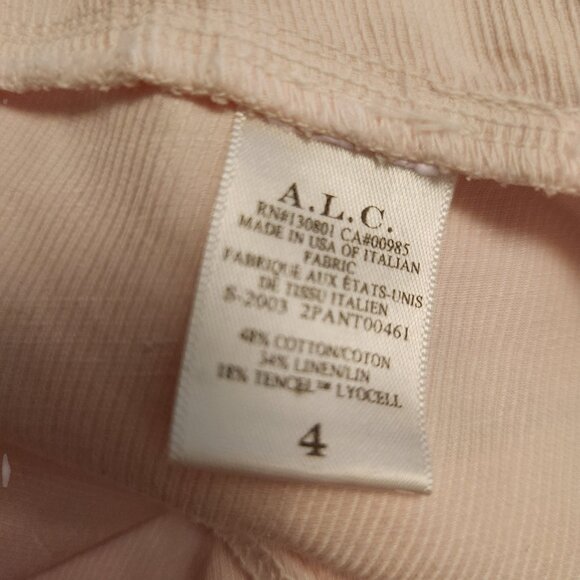 A.L.C.
RN#130801 CA#00985
MADE IN USA OF ITALIAN
FABRIC
FABRIQUE AUX ÉTATS-UNIS
DE TISSU ITALIEN
S-2003 2PANT00461
48% COTTON/COTON
34% LINEN/LIN
18% TENCEL™ LYOCELL
4